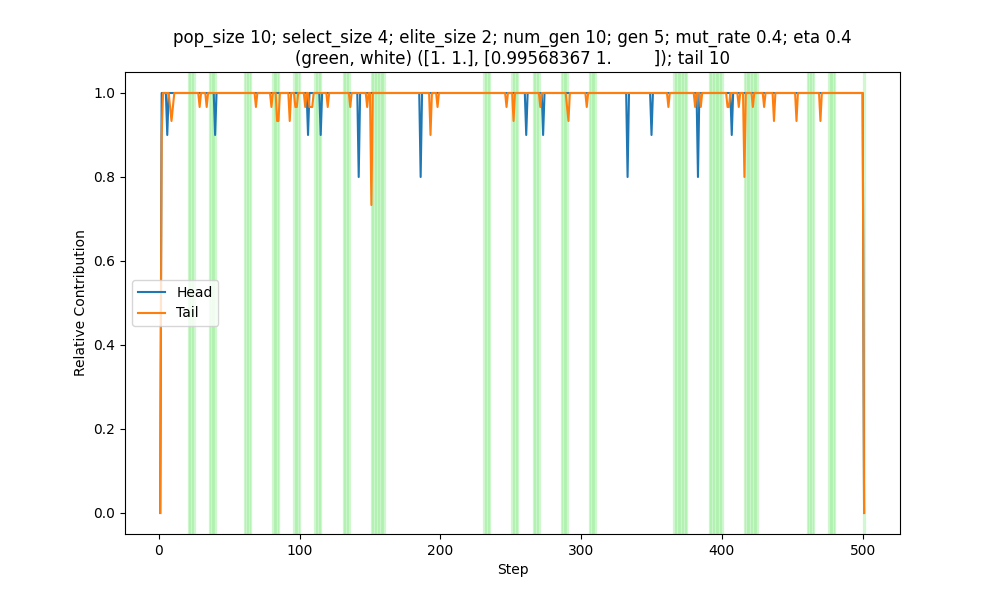 pop_size 10; select_size 4; elite_size 2; num_gen 10; gen 5; mut_rate 0.4; eta 0.4
(green, white) ([1. 1.], [0.99568367 1.         ]); tail 10
1.0
0.8
0.6
0.4
0.2
0.0
Relative Contribution
Head
Tail
0
100
200
300
400
500
Step